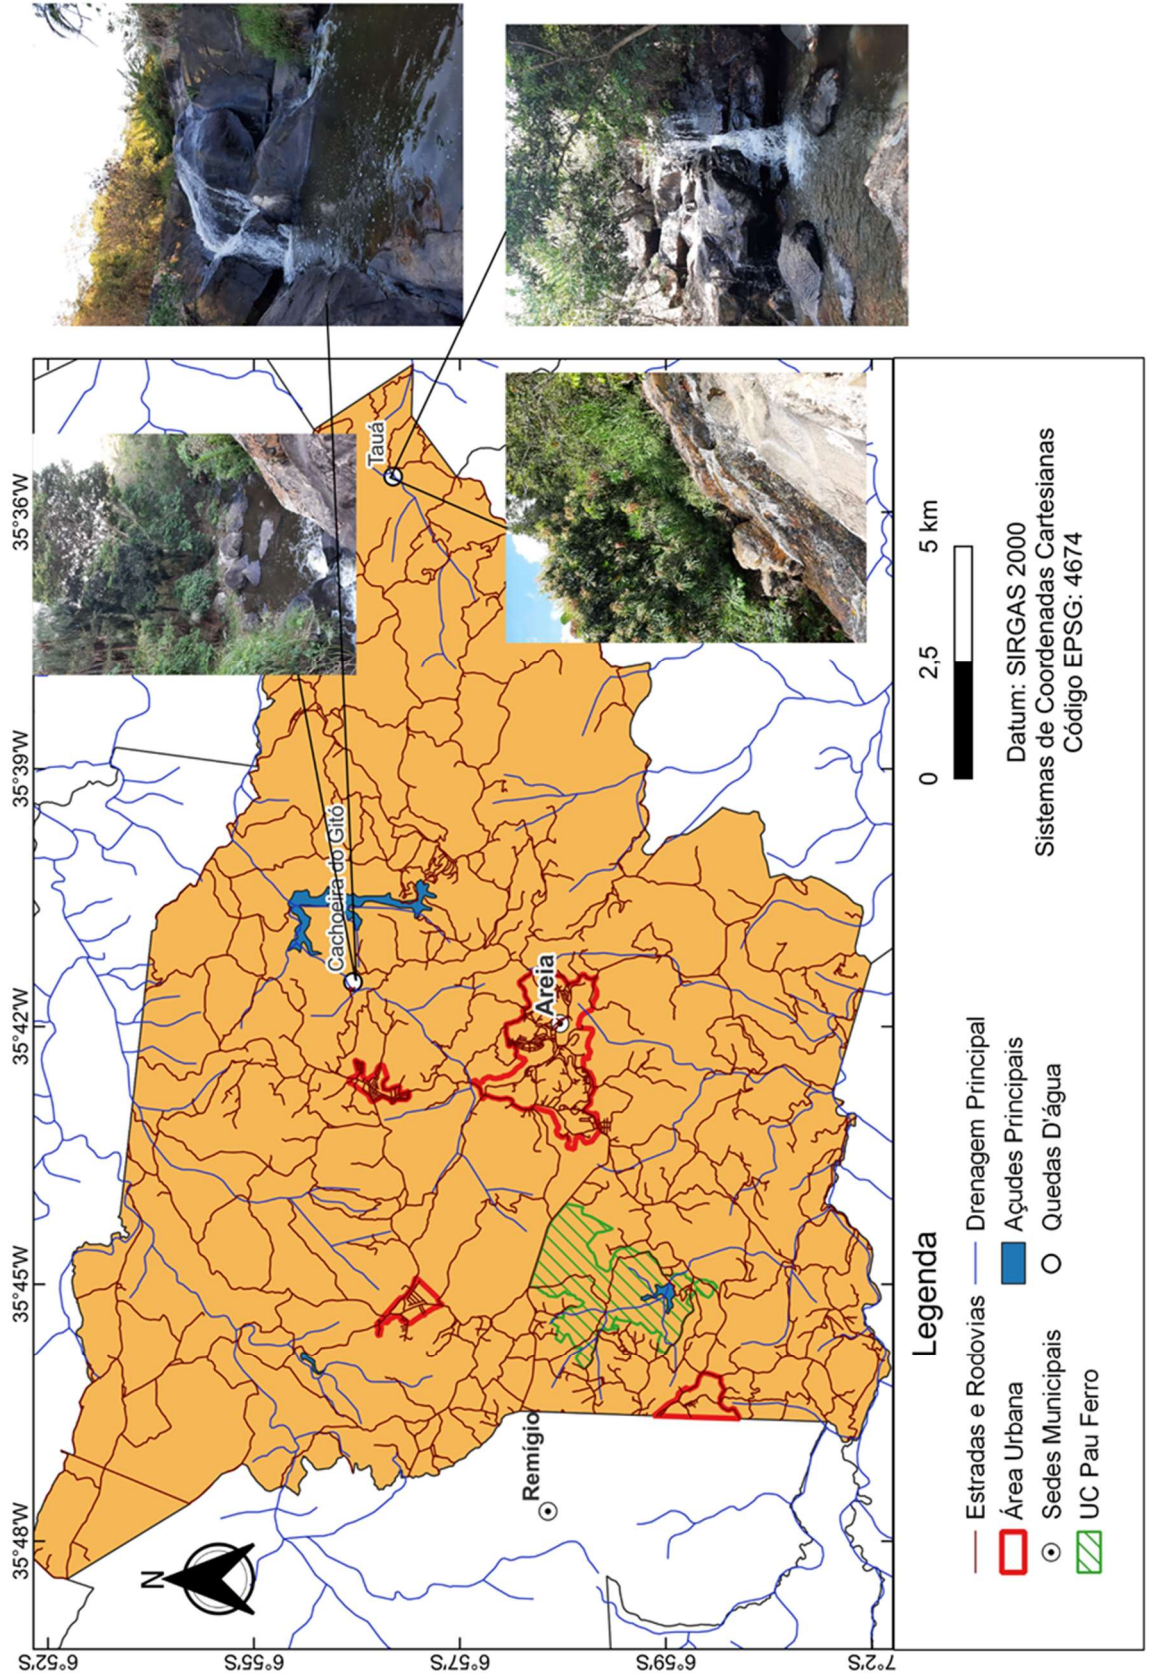 35°48'W 35°45'W 35°42'W 35°39'W 35°36'W
6°52'S
6°55'S
6°57'S
6°59'S
7°2'S
N
Cachoeira do Gitó
Tauá
Areia
Remígio
Legenda
Estradas e Rodovias
Drenagem Principal
Área Urbana
Açudes Principais
Sedes Municipais
Quedas D'água
UC Pau Ferro
0 2,5 5 km
Datum: SIRGAS 2000
Sistemas de Coordenadas Cartesianas
Código EPSG: 4674